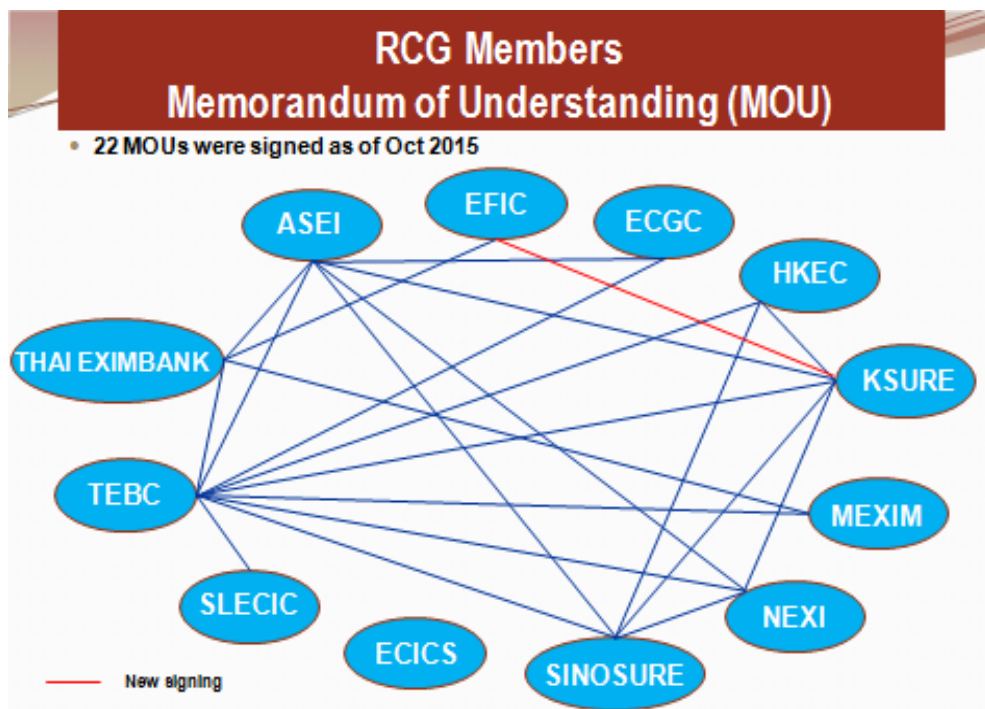 RCG Members
Memorandum of Understanding (MOU)
• 22 MOUs were signed as of Oct 2015
EFIC
ASEI
ECGC
HKEC
THAI EXIMBANK
KSURE
TEBC
MEXIM
SLECIC
NEXI
ECICS
SINOSURE
New signing